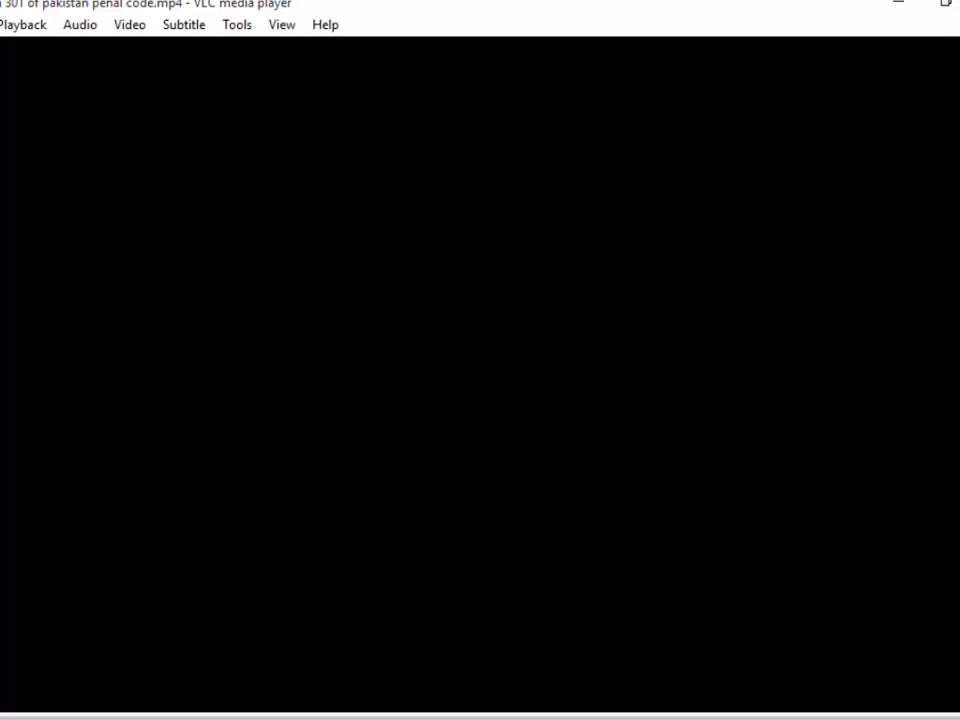 301 of pakistan penal code.mp4 - VLC media player
Playback Audio Video Subtitle Tools View Help